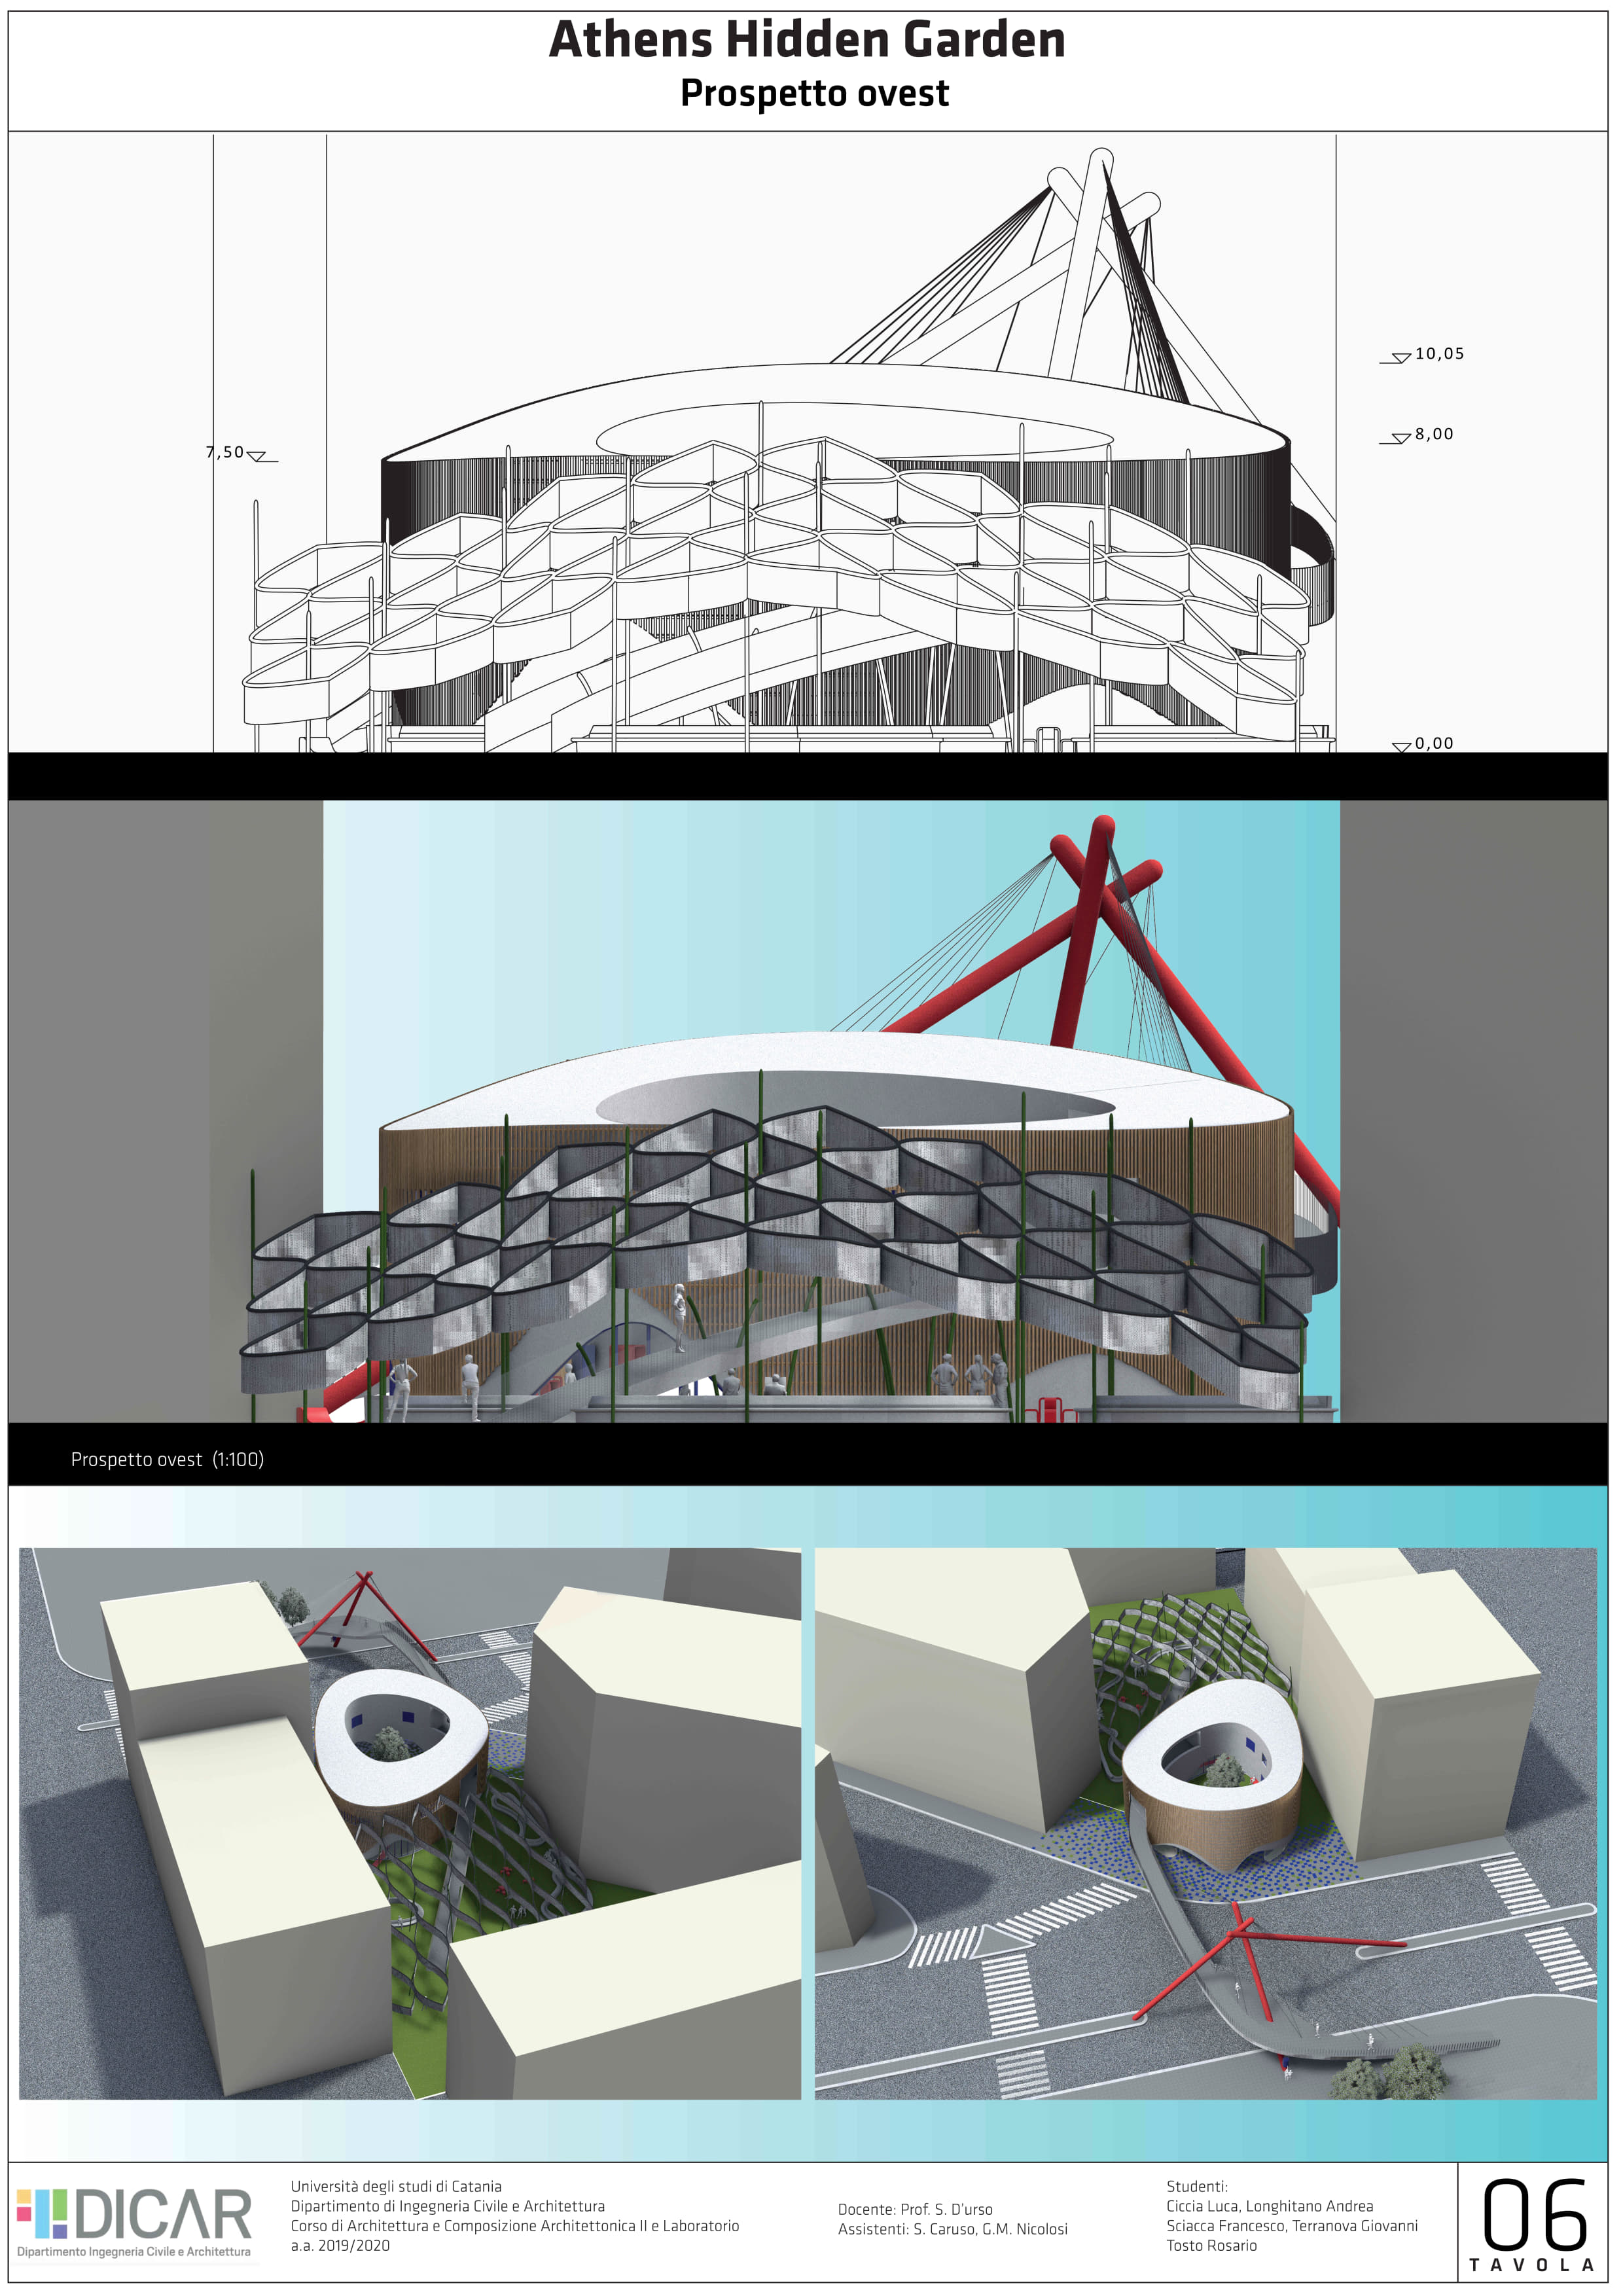 Athens Hidden Garden
Prospetto ovest
10,05
8,00
7,50
0,00
Prospetto ovest (1:100)
DICAR
Dipartimento Ingegneria Civile e Architettura
Università degli studi di Catania
Dipartimento di Ingegneria Civile e Architettura
Corso di Architettura e Composizione Architettonica II e Laboratorio
a.a. 2019/2020
Docente: Prof. S. D'urso
Assistenti: S. Caruso, G.M. Nicolosi
Studenti:
Ciccia Luca, Longhitano Andrea
Sciacca Francesco, Terranova Giovanni
Tosto Rosario
06
TAVOLA